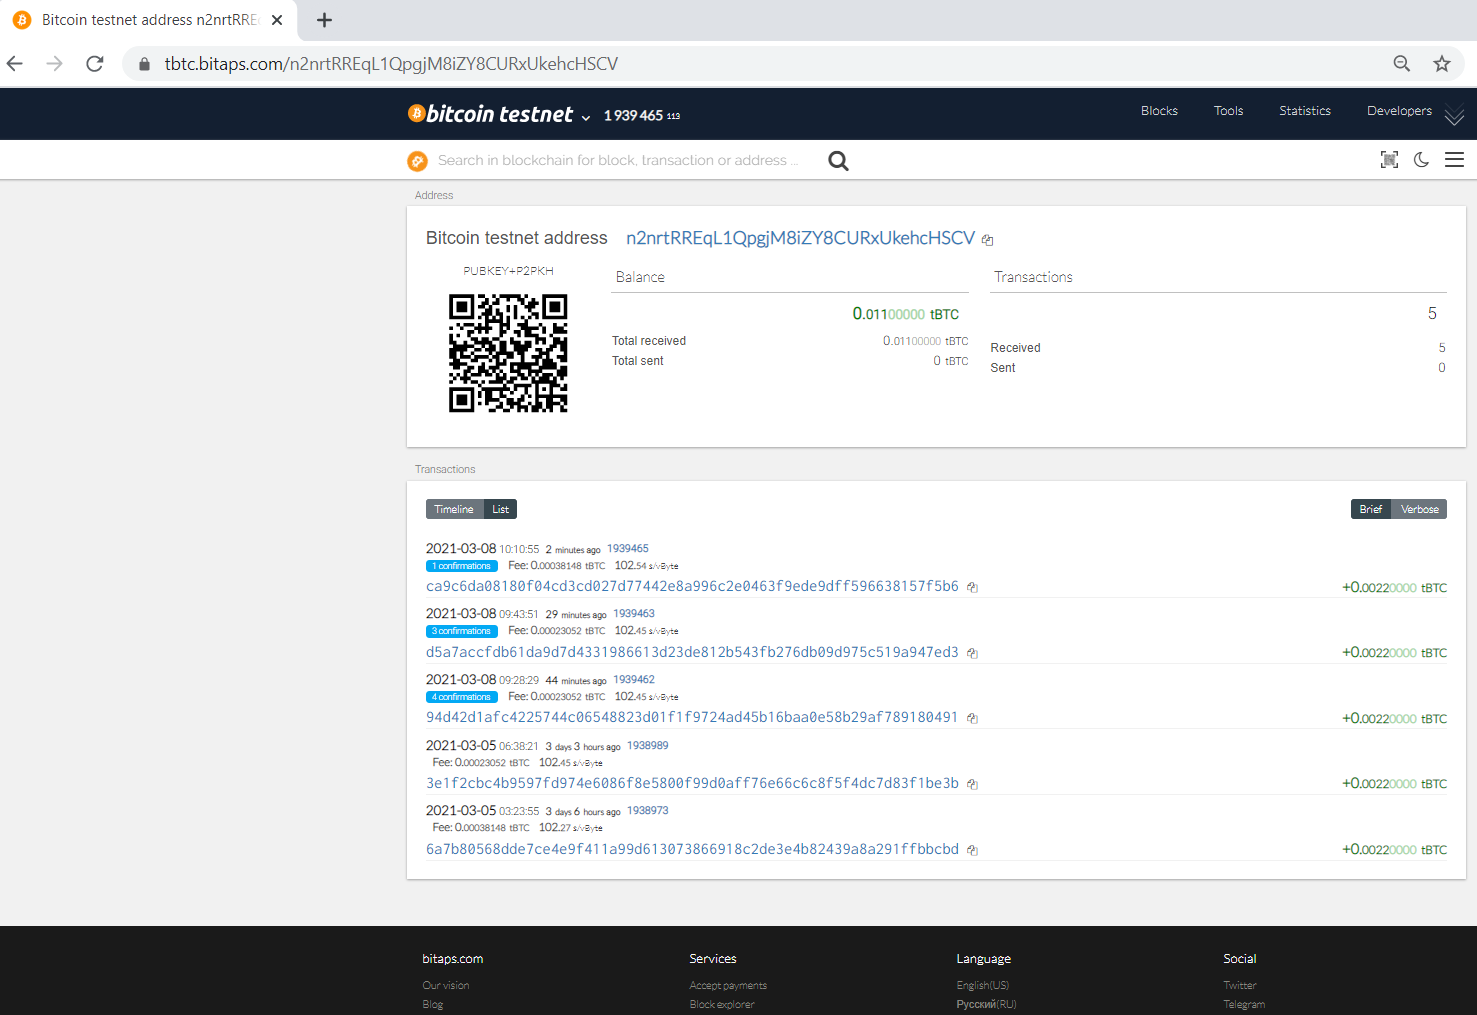 Bitcoin testnet address n2nrtRRE
tbtc.bitaps.com/n2nrtRREqL1QpgjM8iZY8CURxUkehcHSCV
bitcoin testnet 1 939 465 113
Blocks Tools Statistics Developers
Search in blockchain for block, transaction or address ...
Address
Bitcoin testnet address n2nrtRREqL1QpgjM8iZY8CURxUkehcHSCV
PUBKEY+P2PKH
Balance
Transactions
0.01100000 tBTC
5
Total received 0.01100000 tBTC
Received 5
Total sent 0 tBTC
Sent 0
Transactions
Timeline List Brief Verbose
2021-03-08 10:10:55 2 minutes ago 1939465
1 confirmations Fee: 0.00038148 tBTC 102.54 s/vByte
ca9c6da08180f04cd3cd027d77442e8a996c2e0463f9ede9dff596638157f5b6 +0.00220000 tBTC
2021-03-08 09:43:51 29 minutes ago 1939463
3 confirmations Fee: 0.00023052 tBTC 102.45 s/vByte
d5a7accfdb61da9d7d4331986613d23de812b543fb276db09d975c519a947ed3 +0.00220000 tBTC
2021-03-08 09:28:29 44 minutes ago 1939462
4 confirmations Fee: 0.00023052 tBTC 102.45 s/vByte
94d42d1afc4225744c06548823d01f1f9724ad45b16baa0e58b29af789180491 +0.00220000 tBTC
2021-03-05 06:38:21 3 days 3 hours ago 1938989
Fee: 0.00023052 tBTC 102.45 s/vByte
3e1f2cbc4b9597fd974e6086f8e5800f99d0aff76e66c6c8f5f4dc7d83f1be3b +0.00220000 tBTC
2021-03-05 03:23:55 3 days 6 hours ago 1938973
Fee: 0.00038148 tBTC 102.27 s/vByte
6a7b80568dde7ce4e9f411a99d613073866918c2de3e4b82439a8a291ffbbcbd +0.00220000 tBTC
bitaps.com Services Language Social
Our vision Accept payments English(US) Twitter
Blog Block explorer Русский(RU) Telegram